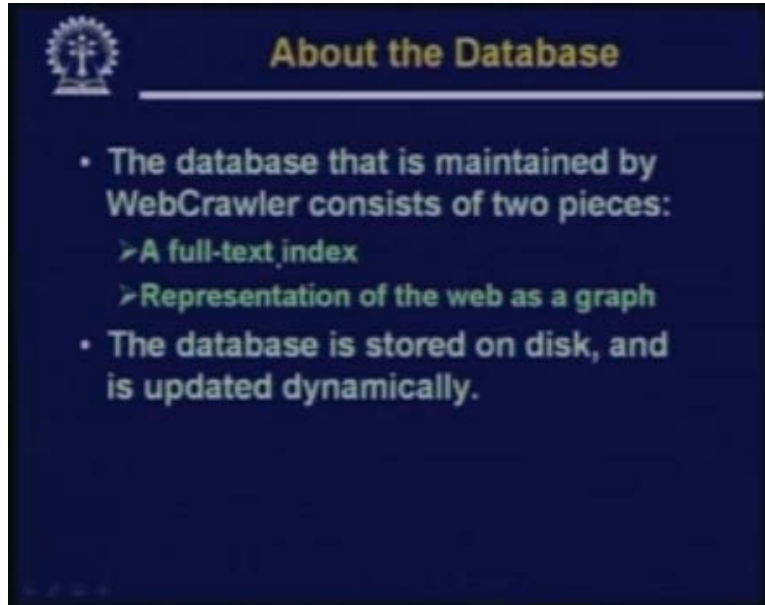 About the Database
• The database that is maintained by
WebCrawler consists of two pieces:
➢A full-text index
➢Representation of the web as a graph
• The database is stored on disk, and
is updated dynamically.